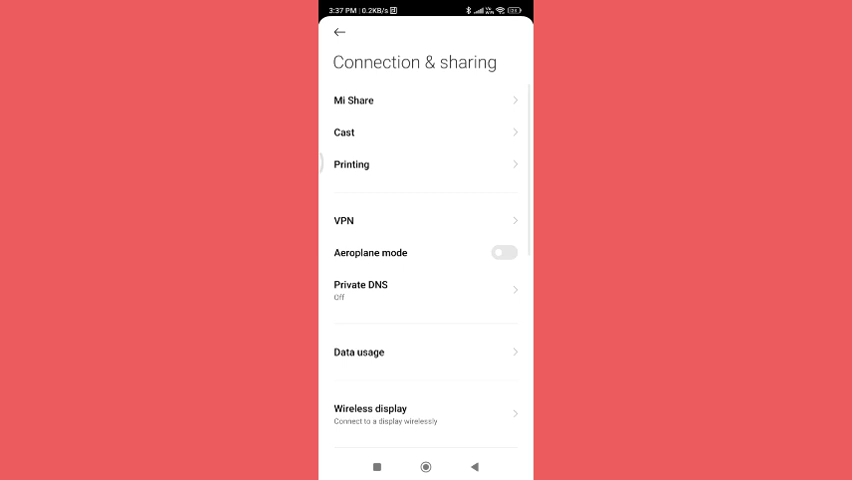 3:37 PM | 0.2KB/s
Connection & sharing
Mi Share
Cast
Printing
VPN
Aeroplane mode
Private DNS
Off
Data usage
Wireless display
Connect to a display wirelessly